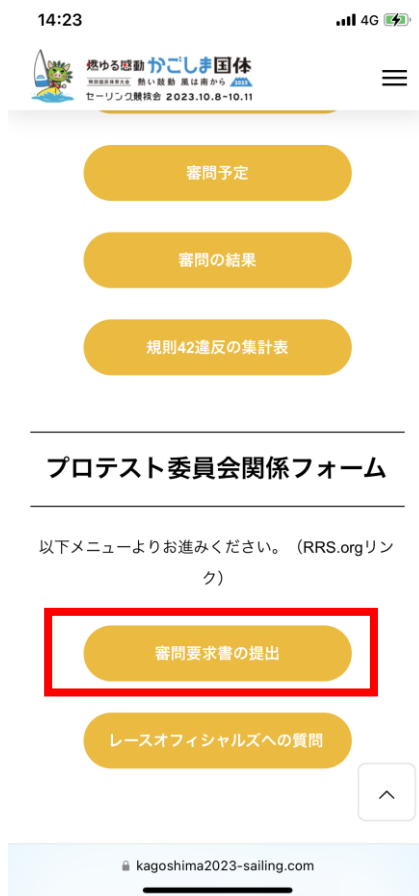 14:23
4G
燃ゆる感動 かごしま国体
特別国民体育大会 熱い鼓動 風は南から 2023
セーリング競技会 2023.10.8-10.11
審問予定
審問の結果
規則42違反の集計表
プロテスト委員会関係フォーム
以下メニューよりお進みください。（RRS.orgリン
ク）
審問要求書の提出
レースオフィシャルズへの質問
kagoshima2023-sailing.com